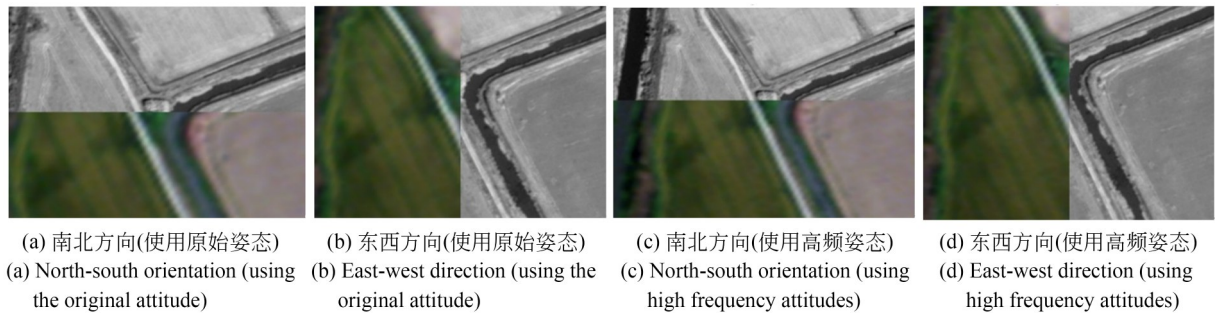 (a) 南北方向(使用原始姿态)
(a) North-south orientation (using
the original attitude)
(b) 东西方向(使用原始姿态)
(b) East-west direction (using the
original attitude)
(c) 南北方向(使用高频姿态)
(c) North-south orientation (using
high frequency attitudes)
(d) 东西方向(使用高频姿态)
(d) East-west direction (using
high frequency attitudes)